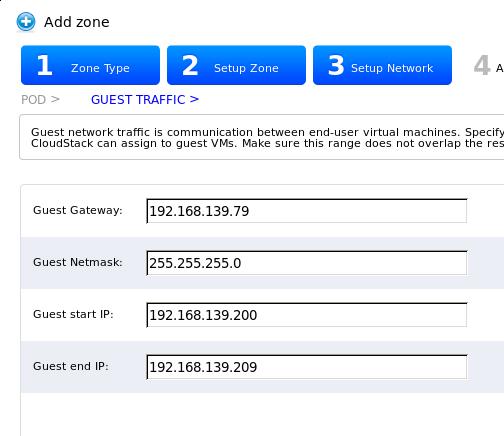 Add zone
1 Zone Type 2 Setup Zone 3 Setup Network 4 A
POD > GUEST TRAFFIC >
Guest network traffic is communication between end-user virtual machines. Specify
CloudStack can assign to guest VMs. Make sure this range does not overlap the res
Guest Gateway: 192.168.139.79
Guest Netmask: 255.255.255.0
Guest start IP: 192.168.139.200
Guest end IP: 192.168.139.209